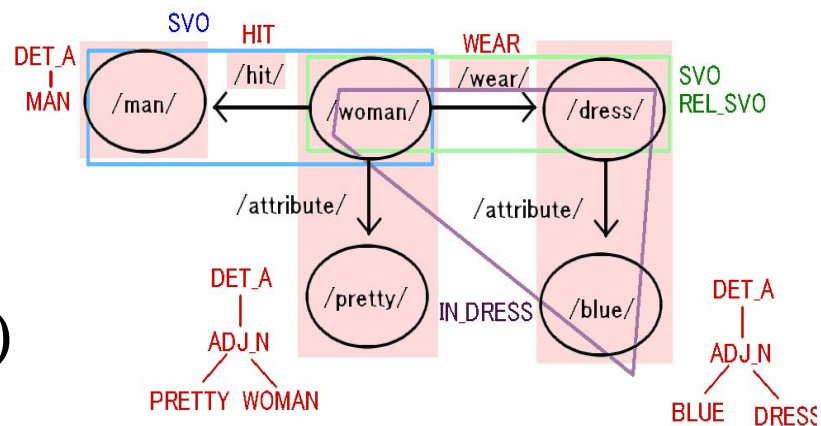 SVO
HIT
WEAR
DET_A
MAN
/man/
/hit/
/woman/
/wear/
/dress/
SVO
REL_SVO
/attribute/
/attribute/
/pretty/
IN_DRESS
/blue/
)
DET_A
ADJ_N
PRETTY WOMAN
DET_A
ADJ_N
BLUE DRESS